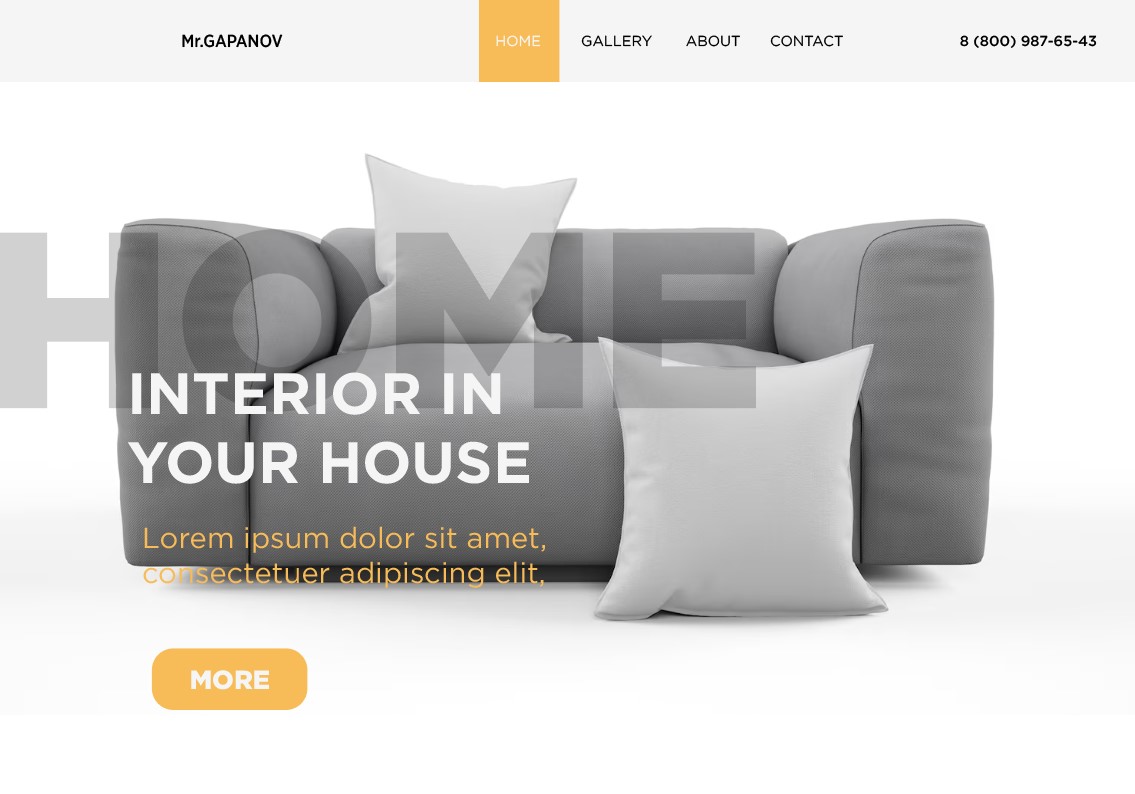 Mr.GAPANOV
HOME
GALLERY
ABOUT
CONTACT
8 (800) 987-65-43
HOME
INTERIOR IN
YOUR HOUSE
Lorem ipsum dolor sit amet,
consectetuer adipiscing elit,
MORE